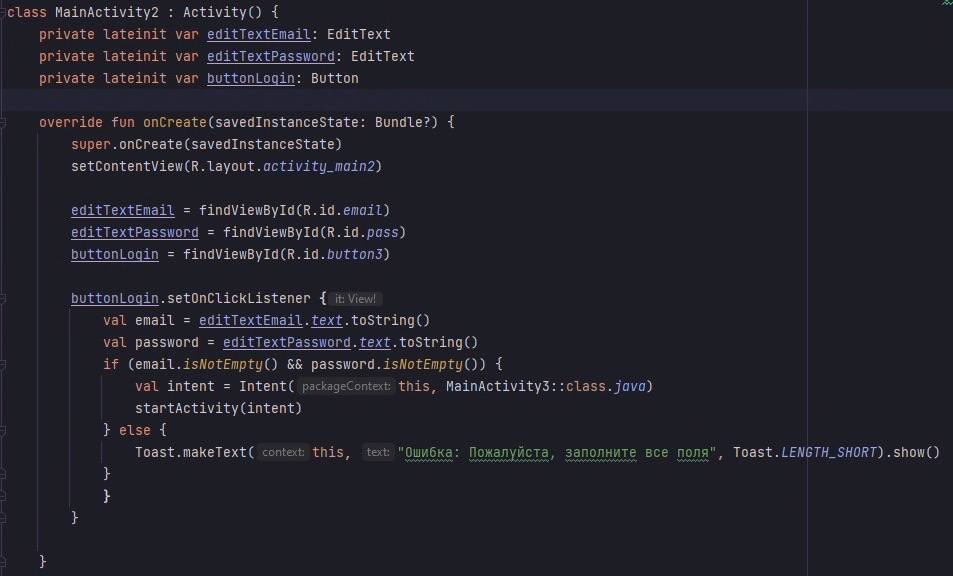 class MainActivity2 : Activity() {
    private lateinit var editTextEmail: EditText
    private lateinit var editTextPassword: EditText
    private lateinit var buttonLogin: Button

    override fun onCreate(savedInstanceState: Bundle?) {
        super.onCreate(savedInstanceState)
        setContentView(R.layout.activity_main2)

        editTextEmail = findViewById(R.id.email)
        editTextPassword = findViewById(R.id.pass)
        buttonLogin = findViewById(R.id.button3)

        buttonLogin.setOnClickListener { it: View!
            val email = editTextEmail.text.toString()
            val password = editTextPassword.text.toString()
            if (email.isNotEmpty() && password.isNotEmpty()) {
                val intent = Intent( packageContext: this, MainActivity3::class.java)
                startActivity(intent)
            } else {
                Toast.makeText( context: this, text: "Ошибка: Пожалуйста, заполните все поля", Toast.LENGTH_SHORT).show()
            }
            }
        }

    }